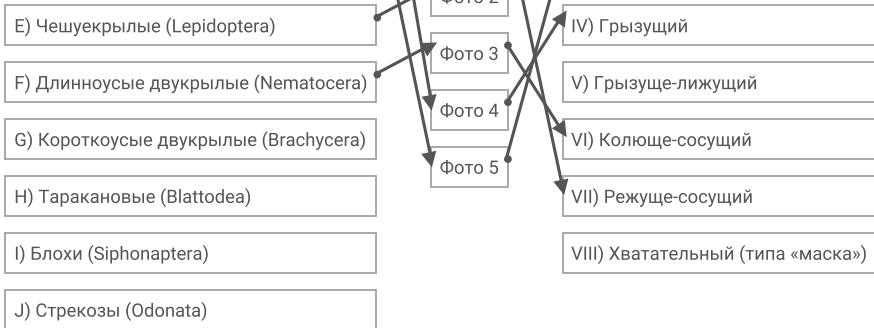 E) Чешуекрылые (Lepidoptera)
F) Длинноусые двукрылые (Nematocera)
G) Короткоусые двукрылые (Brachycera)
H) Таракановые (Blattodea)
I) Блохи (Siphonaptera)
J) Стрекозы (Odonata)
Фото 2
Фото 3
Фото 4
Фото 5
IV) Грызущий
V) Грызуще-лижущий
VI) Колюще-сосущий
VII) Режуще-сосущий
VIII) Хватательный (типа «маска»)